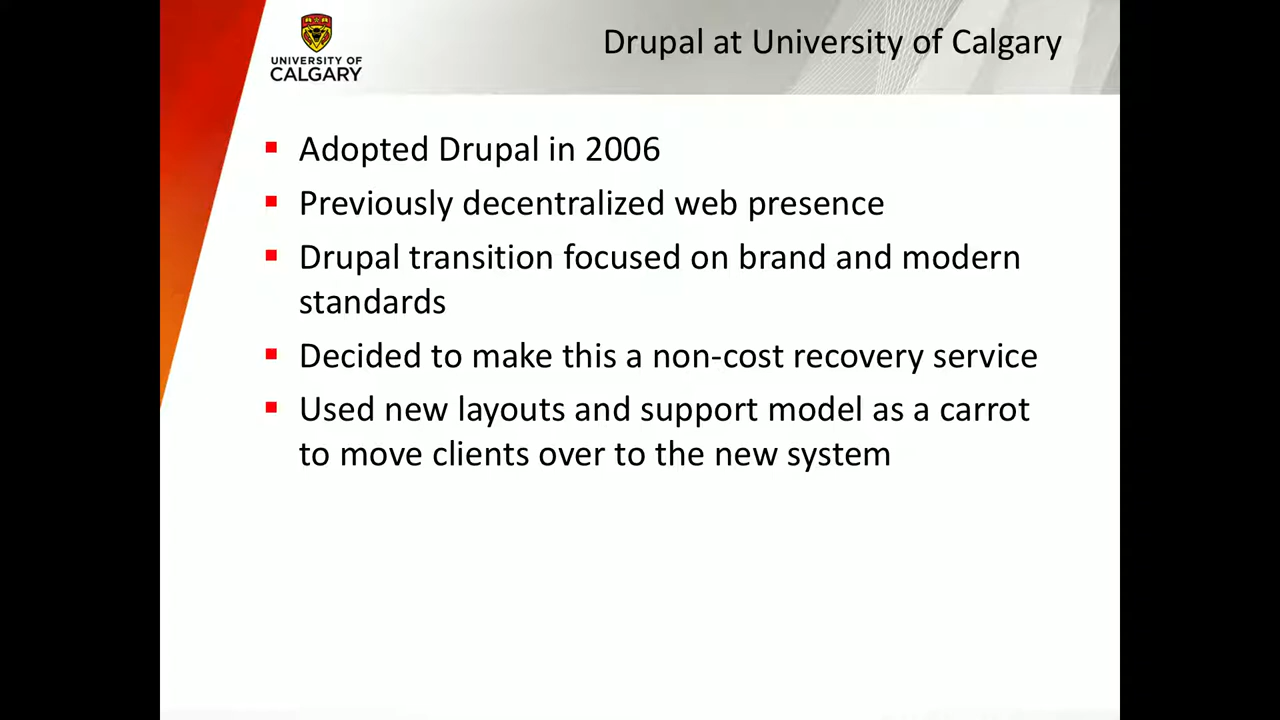 UNIVERSITY OF
CALGARY
Drupal at University of Calgary
Adopted Drupal in 2006
Previously decentralized web presence
Drupal transition focused on brand and modern
standards
Decided to make this a non-cost recovery service
Used new layouts and support model as a carrot
to move clients over to the new system